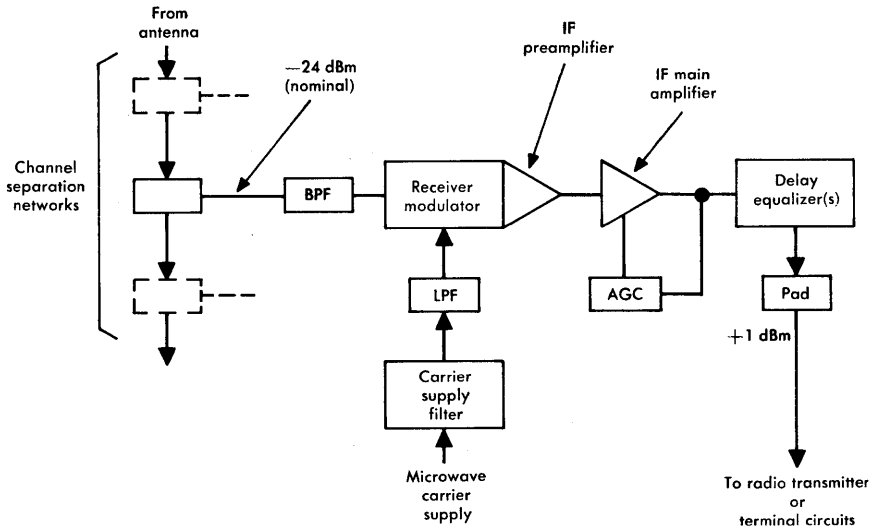 From
antenna
−24 dBm
(nominal)
IF
preamplifier
IF main
amplifier
Channel
separation
networks
BPF
Receiver
modulator
Delay
equalizer(s)
LPF
AGC
Pad
+1 dBm
Carrier
supply
filter
Microwave
carrier
supply
To radio transmitter
or
terminal circuits